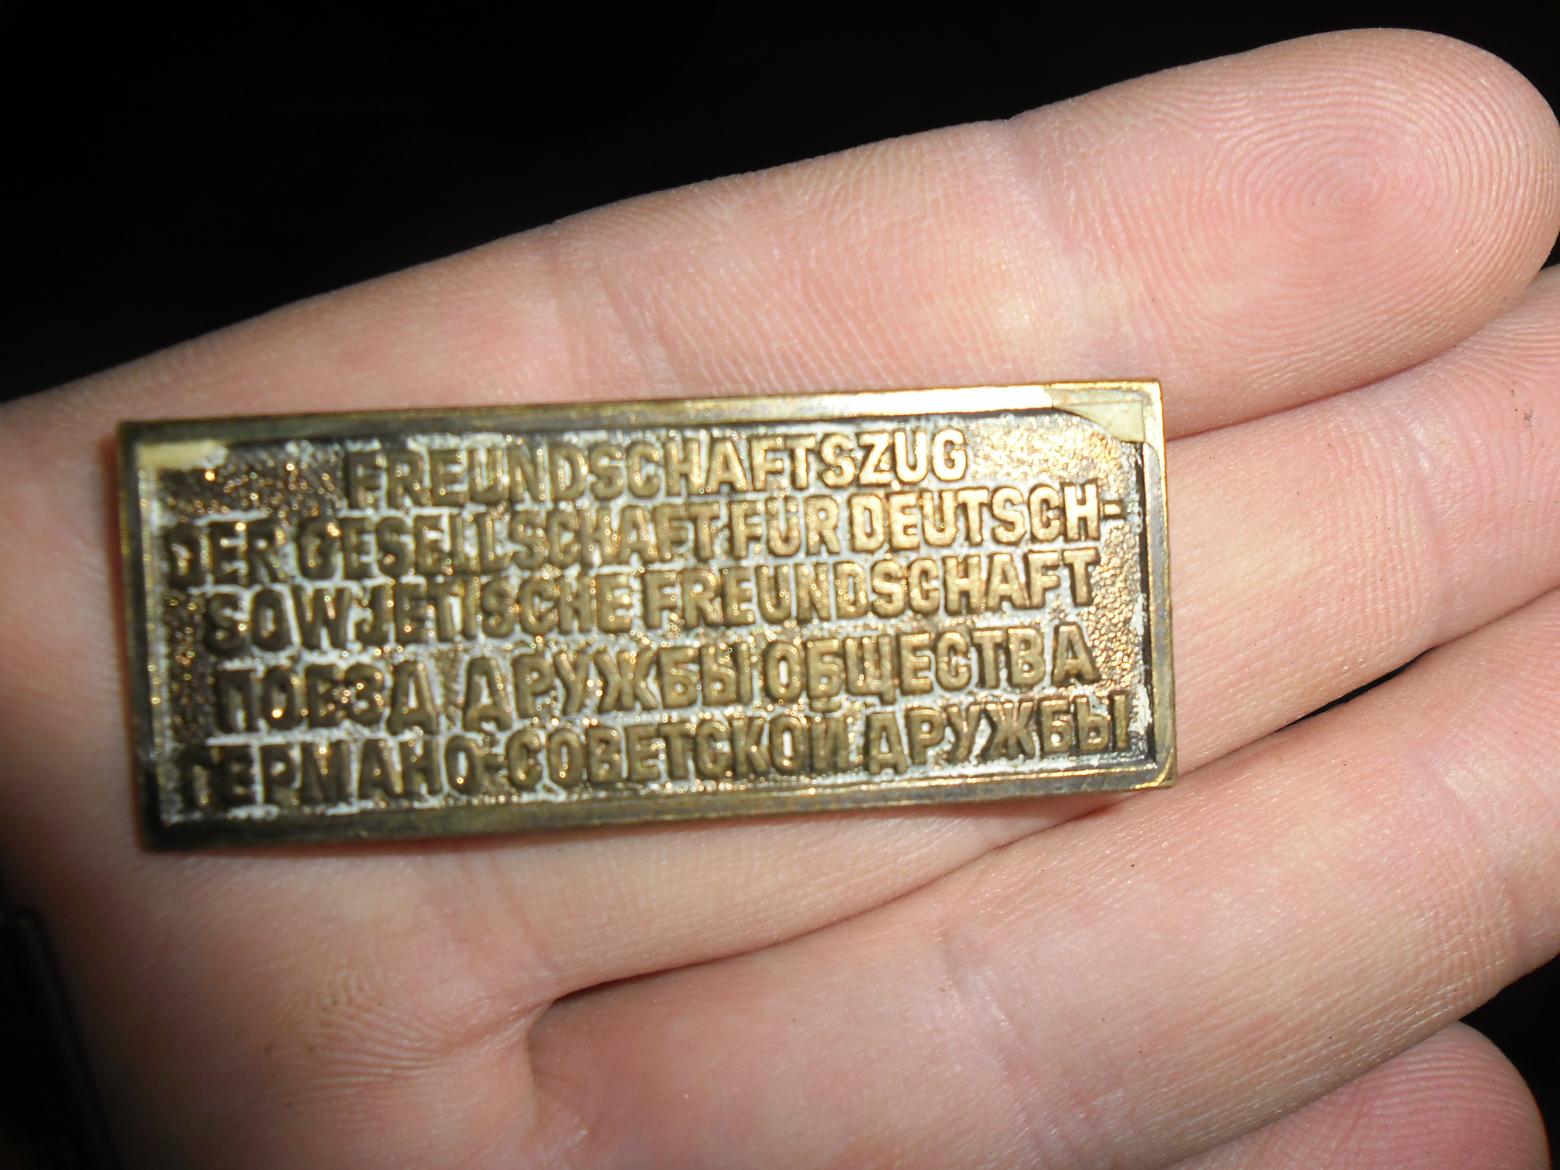 FREUNDSCHAFTSZUG
DER GESELLSCHAFT FÜR DEUTSCH-
SOWJETISCHE FREUNDSCHAFT
ПОЕЗД ДРУЖБЫ ОБЩЕСТВА
ГЕРМАНО-СОВЕТСКОЙ ДРУЖБЫ